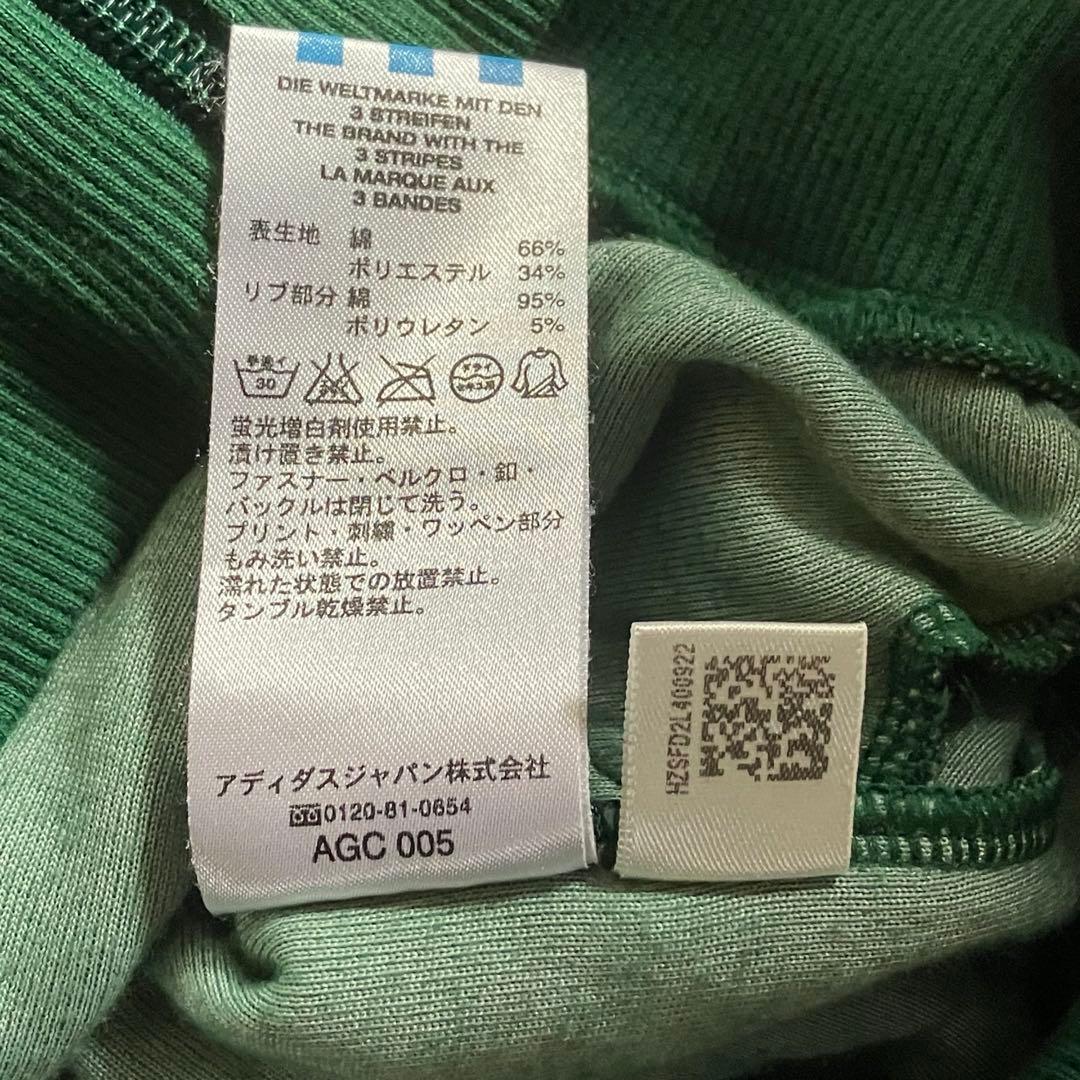 DIE WELTMARKE MIT DEN
3 STREIFEN
THE BRAND WITH THE
3 STRIPES
LA MARQUE AUX
3 BANDES
表生地 綿 66%
ポリエステル 34%
リブ部分 綿 95%
ポリウレタン 5%
30
蛍光増白剤使用禁止。
漬け置き禁止。
ファスナー・ベルクロ・釦・
バックルは閉じて洗う。
プリント・刺繍・ワッペン部分
もみ洗い禁止。
濡れた状態での放置禁止。
タンブル乾燥禁止。
アディダスジャパン株式会社
0120-81-0654
AGC 005
HZSFD2L400922